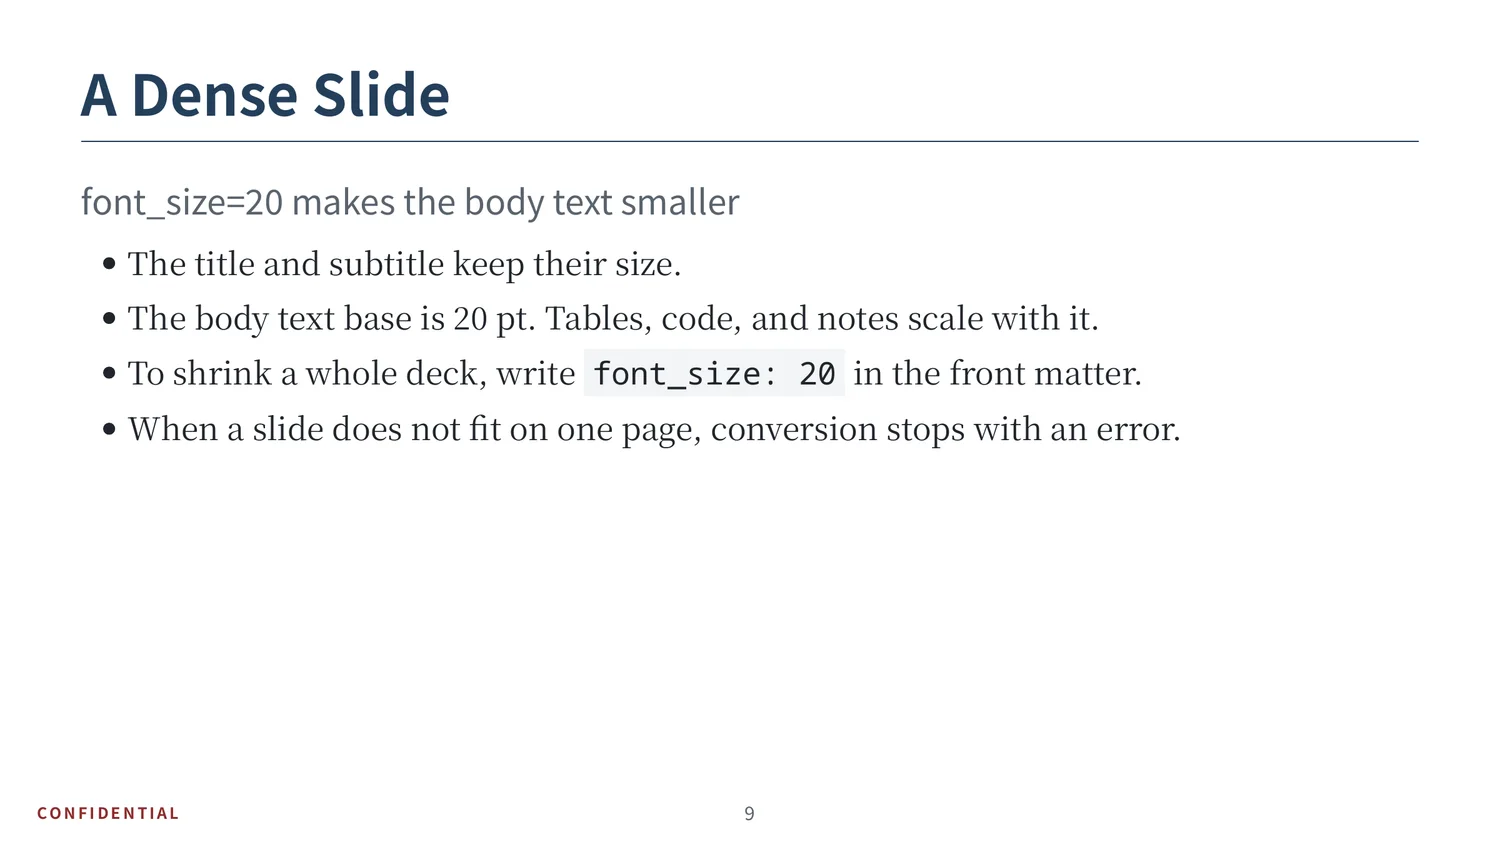 A Dense Slide
font_size=20 makes the body text smaller
• The title and subtitle keep their size.
• The body text base is 20 pt. Tables, code, and notes scale with it.
• To shrink a whole deck, write font_size: 20 in the front matter.
• When a slide does not fit on one page, conversion stops with an error.
CONFIDENTIAL
9